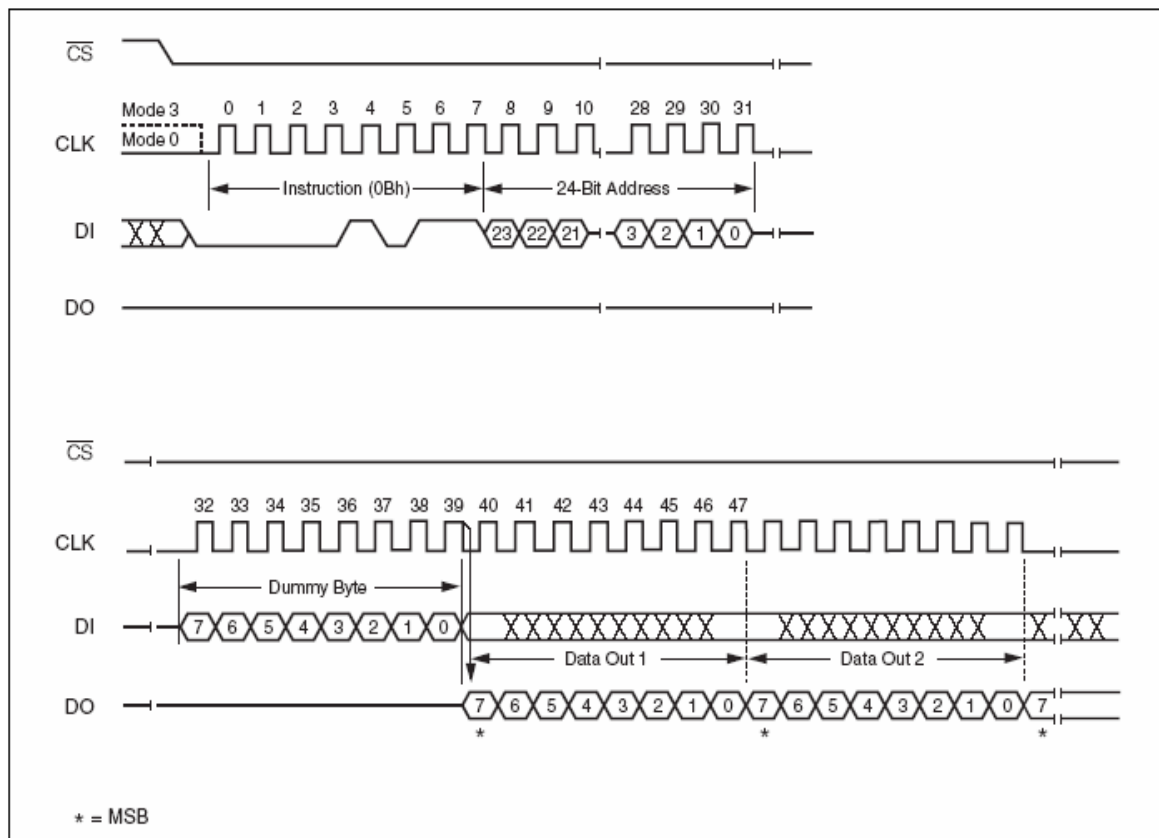 CS
Mode 3 0 1 2 3 4 5 6 7 8 9 10 28 29 30 31
CLK Mode 0
Instruction (0Bh) 24-Bit Address
DI 23 22 21 3 2 1 0
DO
CS
32 33 34 35 36 37 38 39 40 41 42 43 44 45 46 47
CLK
Dummy Byte
DI 7 6 5 4 3 2 1 0
Data Out 1 Data Out 2
DO 7 6 5 4 3 2 1 0 7 6 5 4 3 2 1 0 7
* * *
* = MSB